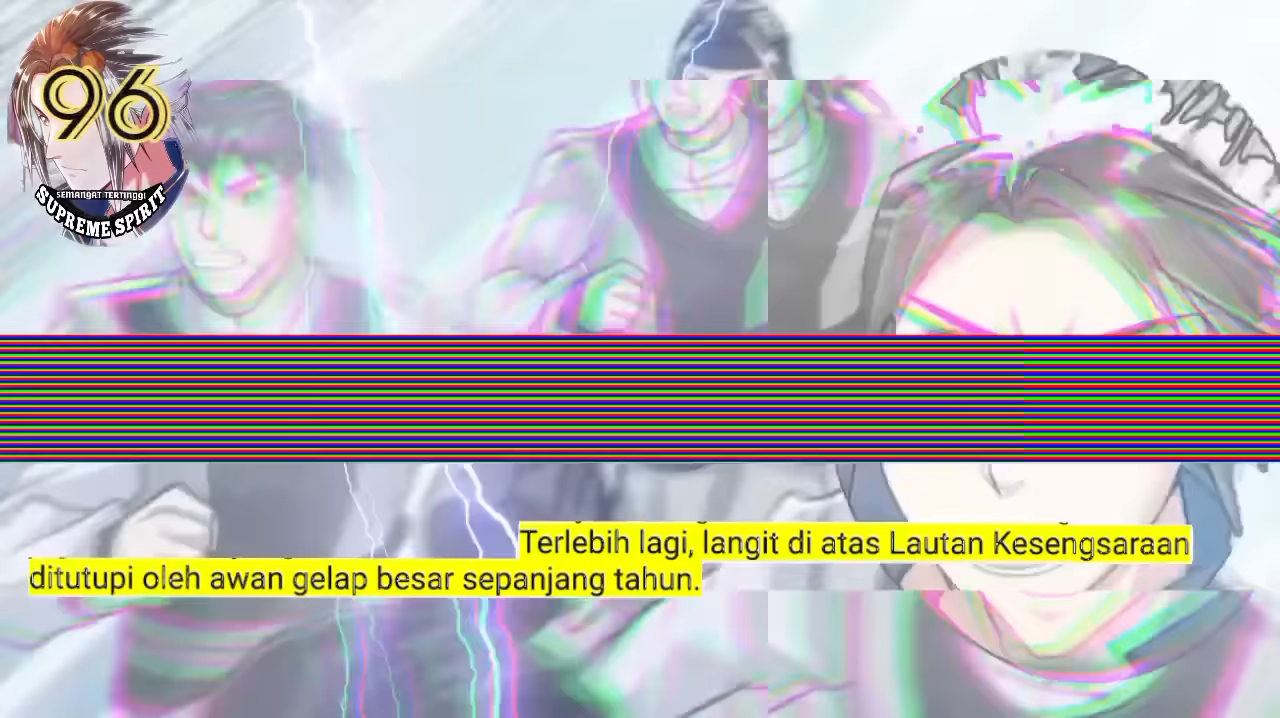 96
SEMANGAT TERTINGGI
SUPREME SPIRIT
Terlebih lagi, langit di atas Lautan Kesengsaraan
ditutupi oleh awan gelap besar sepanjang tahun.